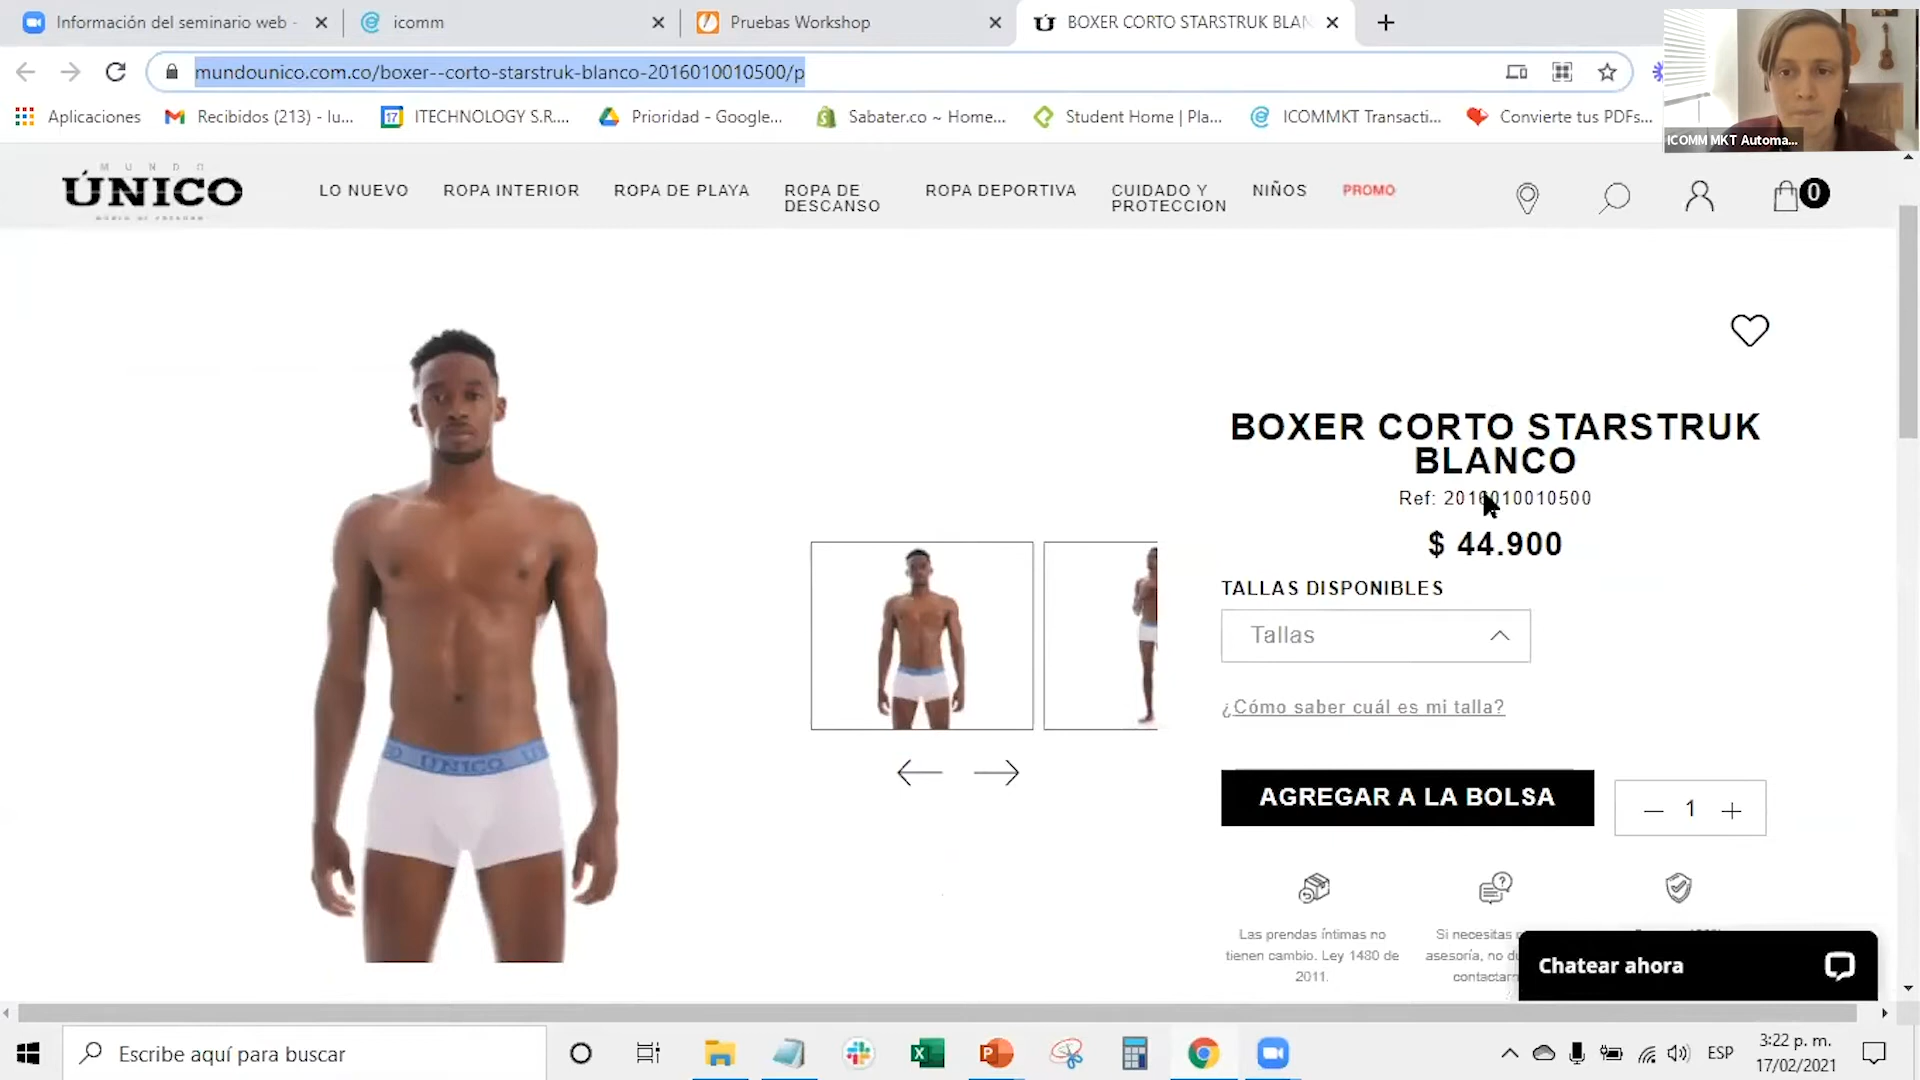 Información del seminario web -
icomm
Pruebas Workshop
BOXER CORTO STARSTRUK BLAN
mundounico.com.co/boxer--corto-starstruk-blanco-2016010010500/p
Aplicaciones
Recibidos (213) - lu...
17
ITECHNOLOGY S.R....
Prioridad - Google...
Sabater.co ~ Home...
Student Home | Pla...
ICOMMKT Transacti...
Convierte tus PDFs...
ICOMM MKT Automa...
MUNDO
ÚNICO
LO NUEVO
ROPA INTERIOR
ROPA DE PLAYA
ROPA DE
DESCANSO
ROPA DEPORTIVA
CUIDADO Y
PROTECCION
NIÑOS
PROMO
0
BOXER CORTO STARSTRUK
BLANCO
Ref: 2016010010500
$ 44.900
TALLAS DISPONIBLES
Tallas
¿Cómo saber cuál es mi talla?
AGREGAR A LA BOLSA
1
UNICO
Las prendas íntimas no
tienen cambio. Ley 1480 de
2011.
Si necesitas
asesoría, no
Chatear ahora
Escribe aquí para buscar
ESP
3:22 p. m.
17/02/2021